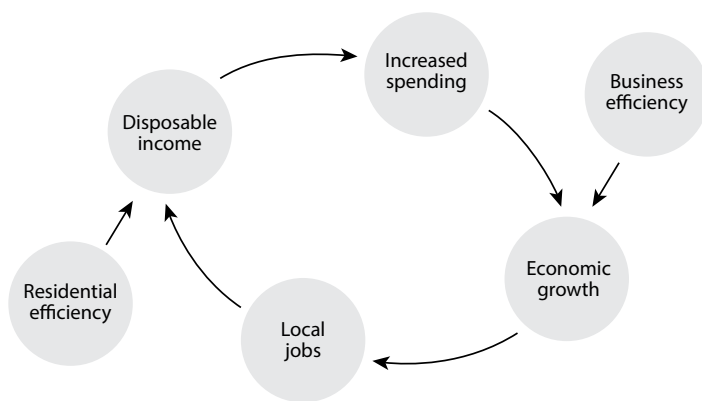 Increased
spending
Business
efficiency
Disposable
income
Economic
growth
Residential
efficiency
Local
jobs